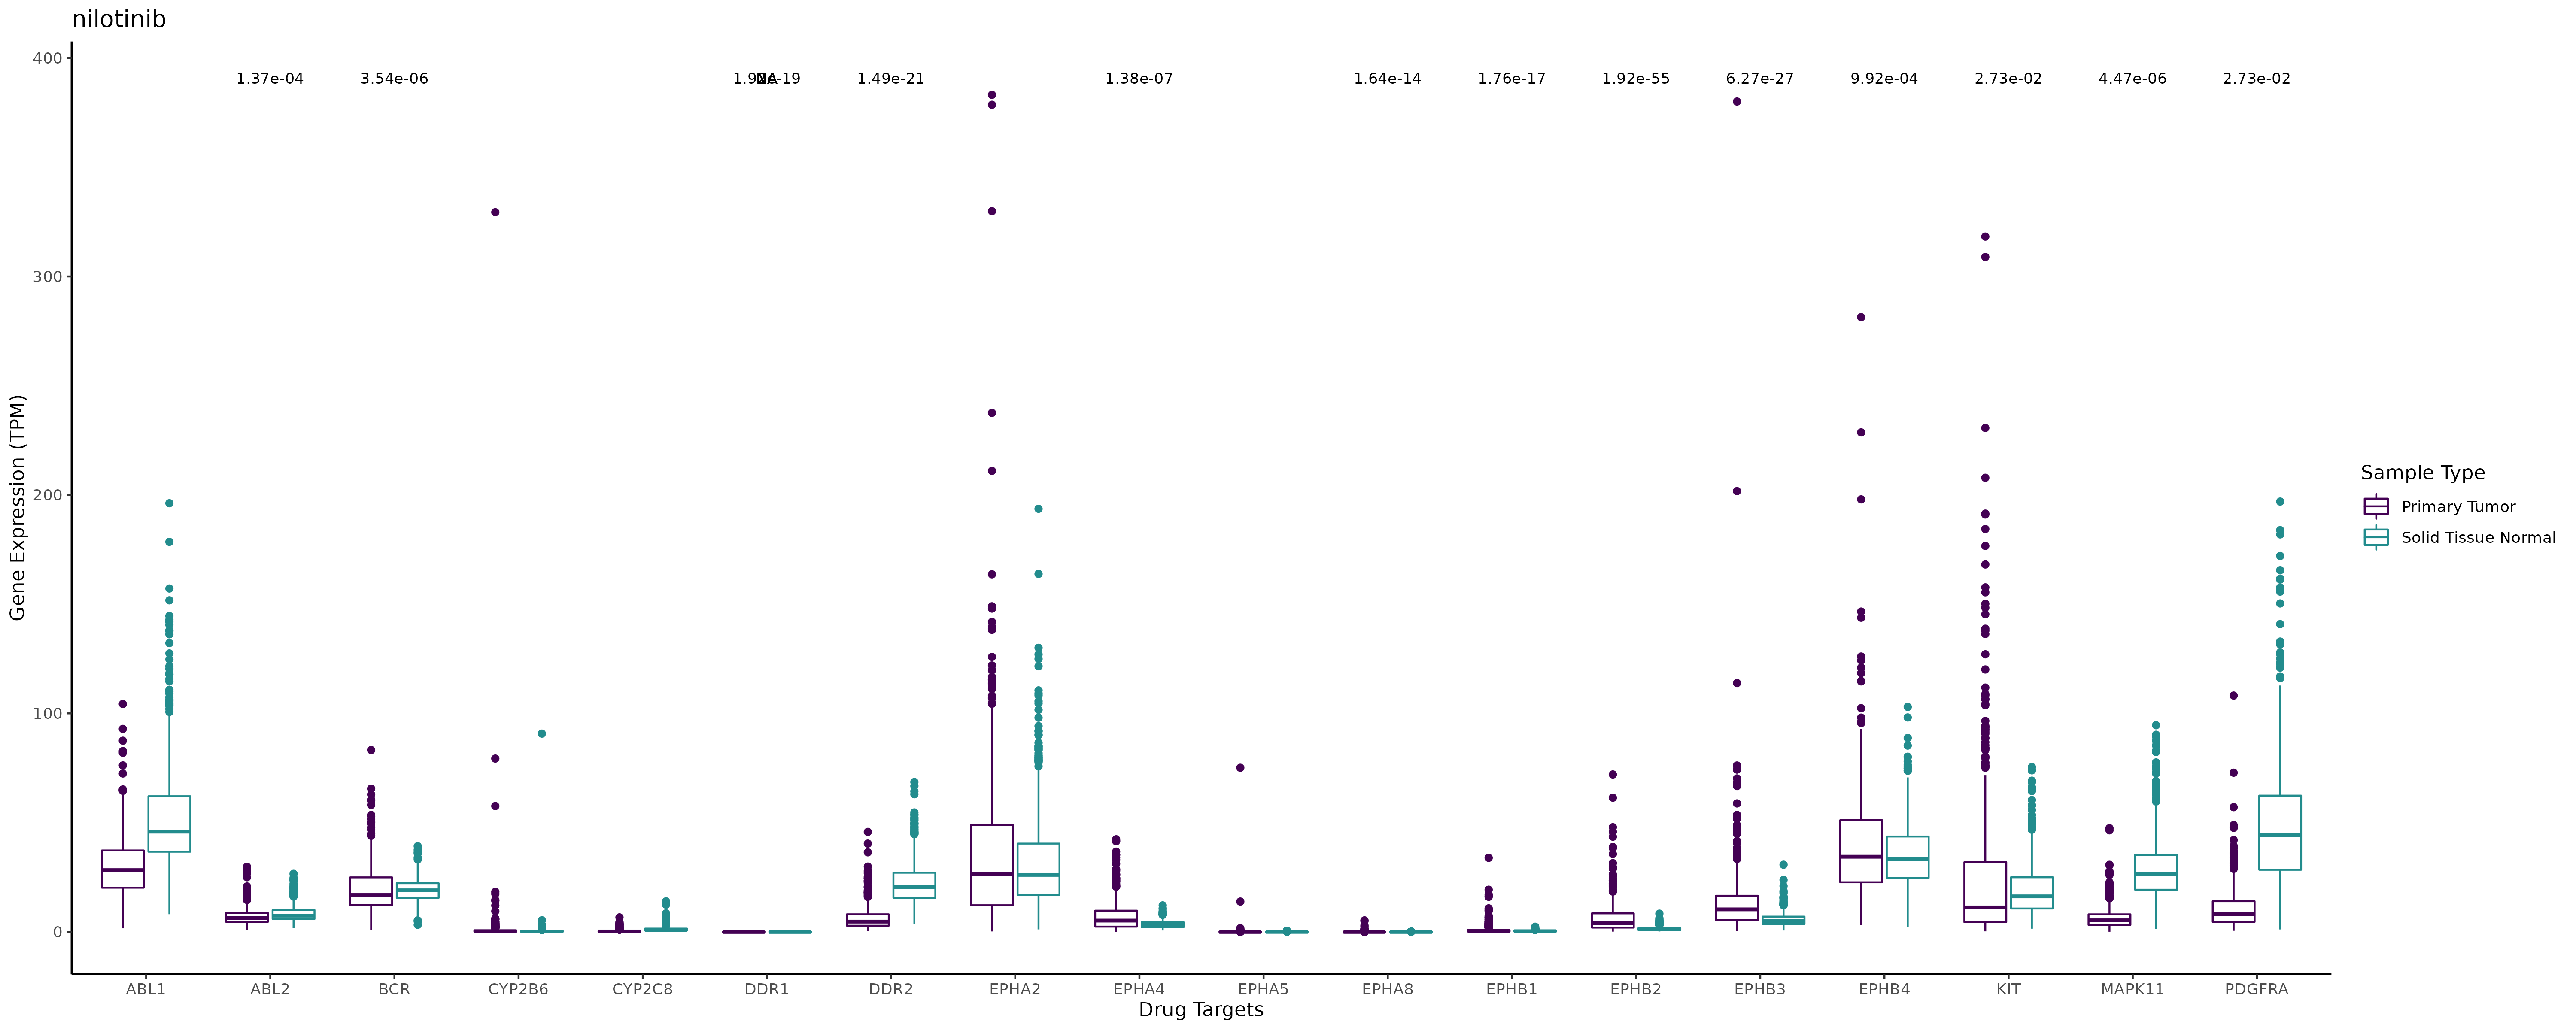 nilotinib
400
1.37e-04 3.54e-06 1.49e-21 1.38e-07 1.64e-14 1.76e-17 1.92e-55 6.27e-27 9.92e-04 2.73e-02 4.47e-06 2.73e-02
300
200
100
0
Gene Expression (TPM)
Sample Type
Primary Tumor
Solid Tissue Normal
ABL1 ABL2 BCR CYP2B6 CYP2C8 DDR1 DDR2 EPHA2 EPHA4 EPHA5 EPHA8 EPHB1 EPHB2 EPHB3 EPHB4 KIT MAPK11 PDGFRA
Drug Targets